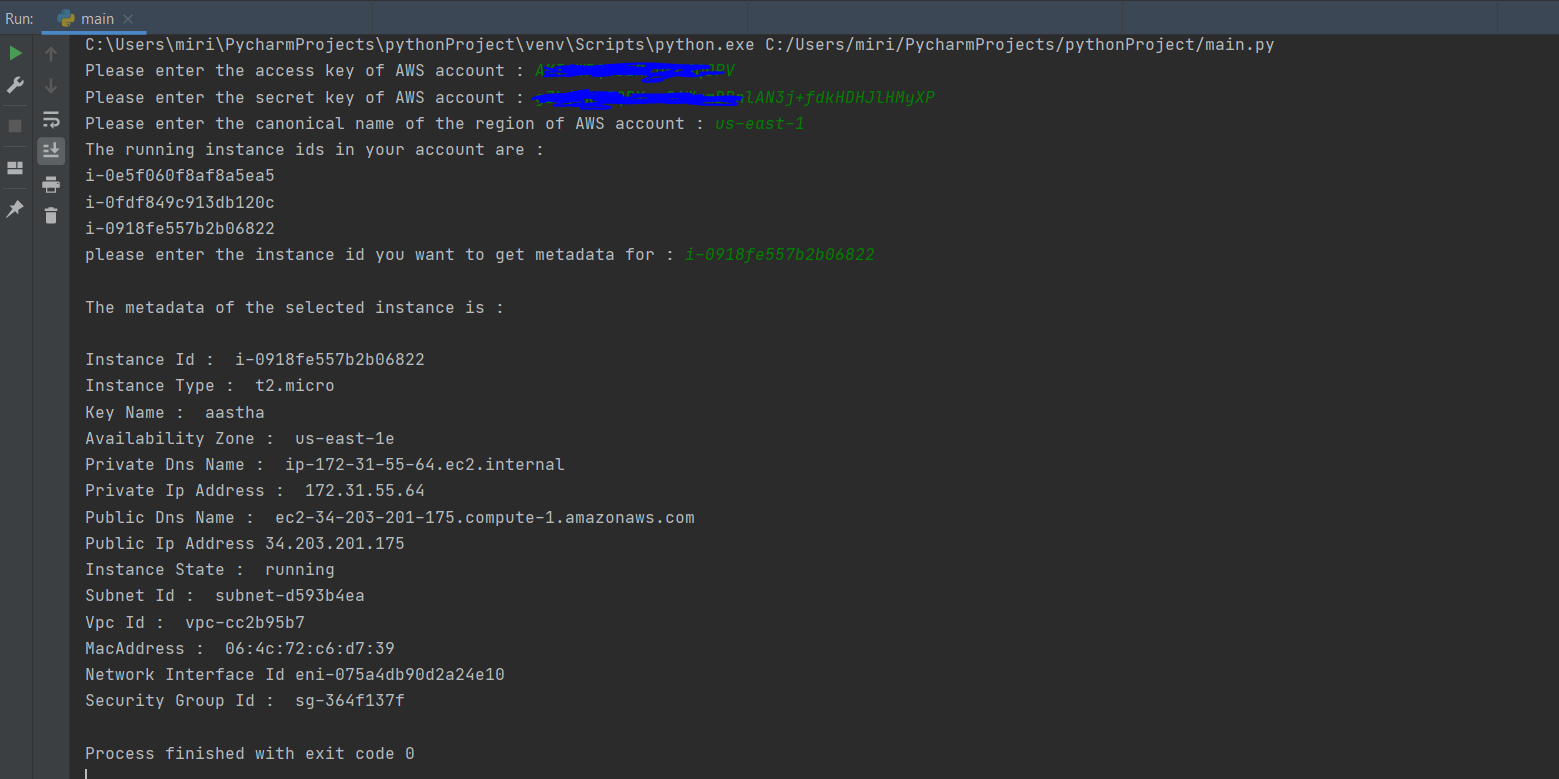 Run: main
C:\Users\miri\PycharmProjects\pythonProject\venv\Scripts\python.exe C:/Users/miri/PycharmProjects/pythonProject/main.py
Please enter the access key of AWS account :
Please enter the secret key of AWS account :
Please enter the canonical name of the region of AWS account : us-east-1
The running instance ids in your account are :
i-0e5f060f8af8a5ea5
i-0fdf849c913db120c
i-0918fe557b2b06822
please enter the instance id you want to get metadata for : i-0918fe557b2b06822
The metadata of the selected instance is :
Instance Id :  i-0918fe557b2b06822
Instance Type :  t2.micro
Key Name :  aastha
Availability Zone :  us-east-1e
Private Dns Name :  ip-172-31-55-64.ec2.internal
Private Ip Address :  172.31.55.64
Public Dns Name :  ec2-34-203-201-175.compute-1.amazonaws.com
Public Ip Address 34.203.201.175
Instance State :  running
Subnet Id :  subnet-d593b4ea
Vpc Id :  vpc-cc2b95b7
MacAddress :  06:4c:72:c6:d7:39
Network Interface Id eni-075a4db90d2a24e10
Security Group Id :  sg-364f137f
Process finished with exit code 0